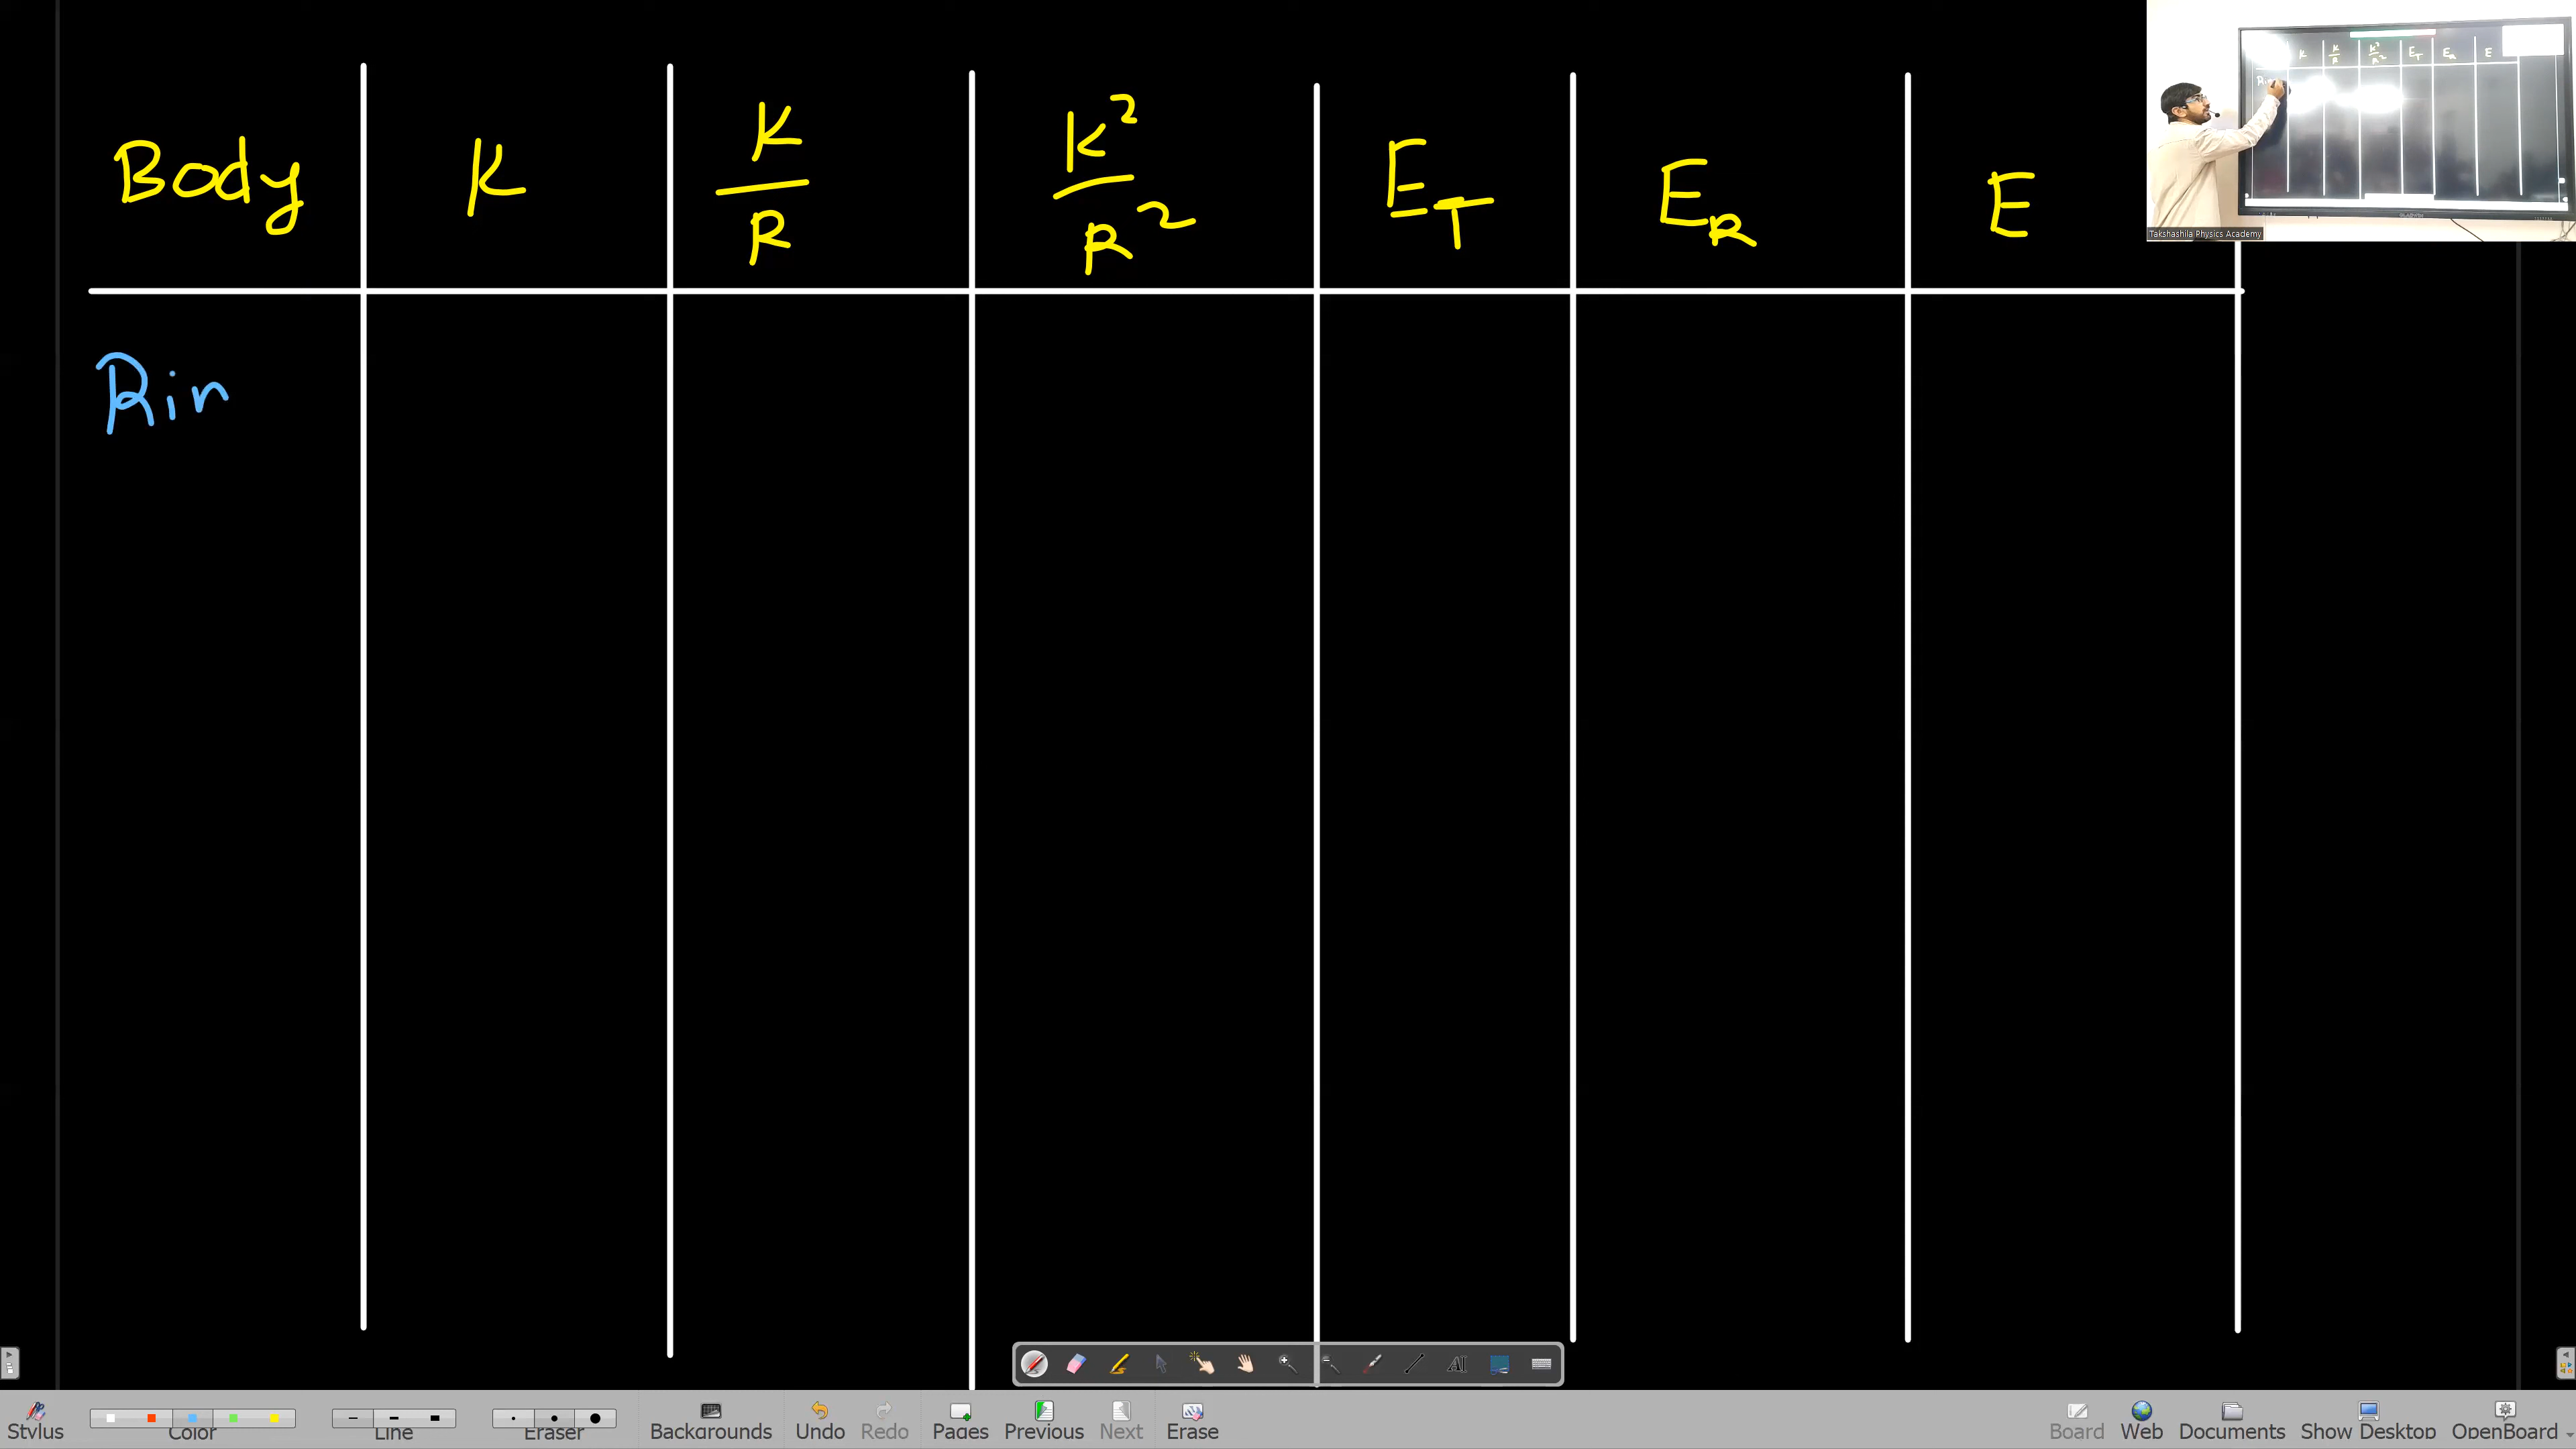 Body K K/R K²/R² E_T E_R E
Rin
Takshashila Physics Academy
Stylus Color Line Eraser Backgrounds Undo Redo Pages Previous Next Erase Board Web Documents Show Desktop OpenBoard